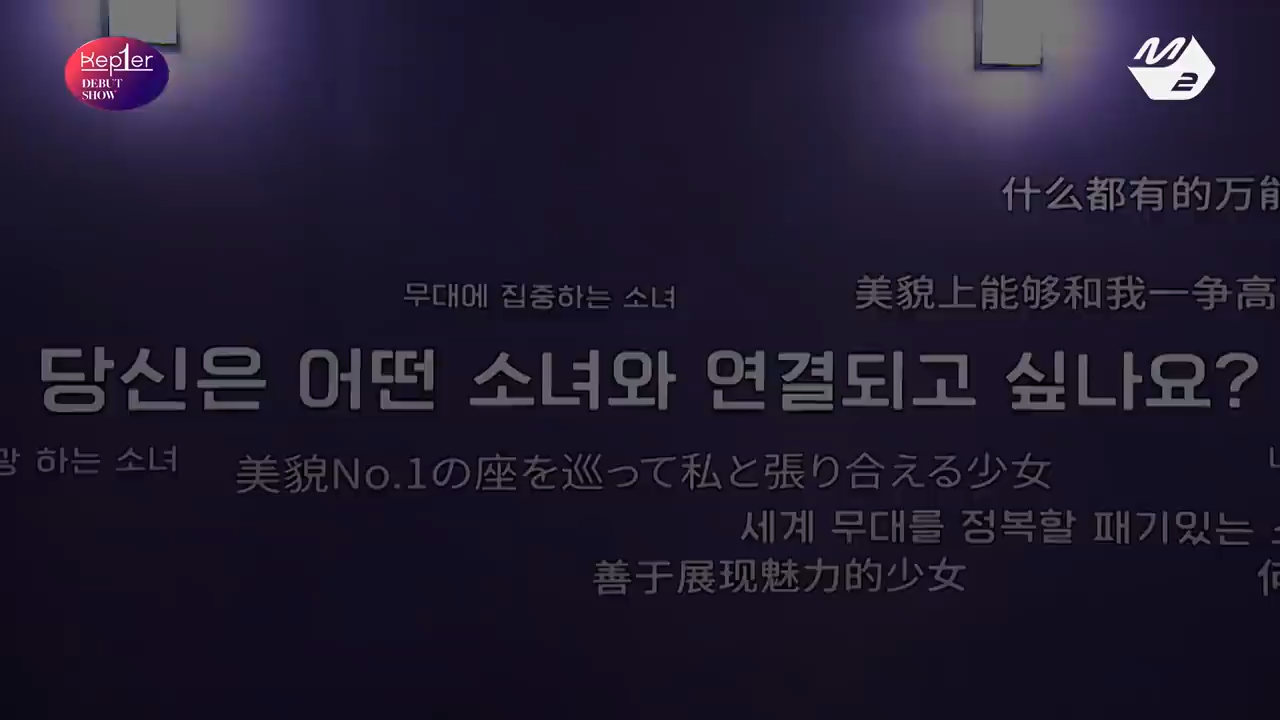 Kep1er
DEBUT
SHOW
M2
什么都有的万能
무대에 집중하는 소녀
美貌上能够和我一争高
당신은 어떤 소녀와 연결되고 싶나요?
하는 소녀
美貌No.1の座を巡って私と張り合える少女
세계 무대를 정복할 패기있는
善于展现魅力的少女
何